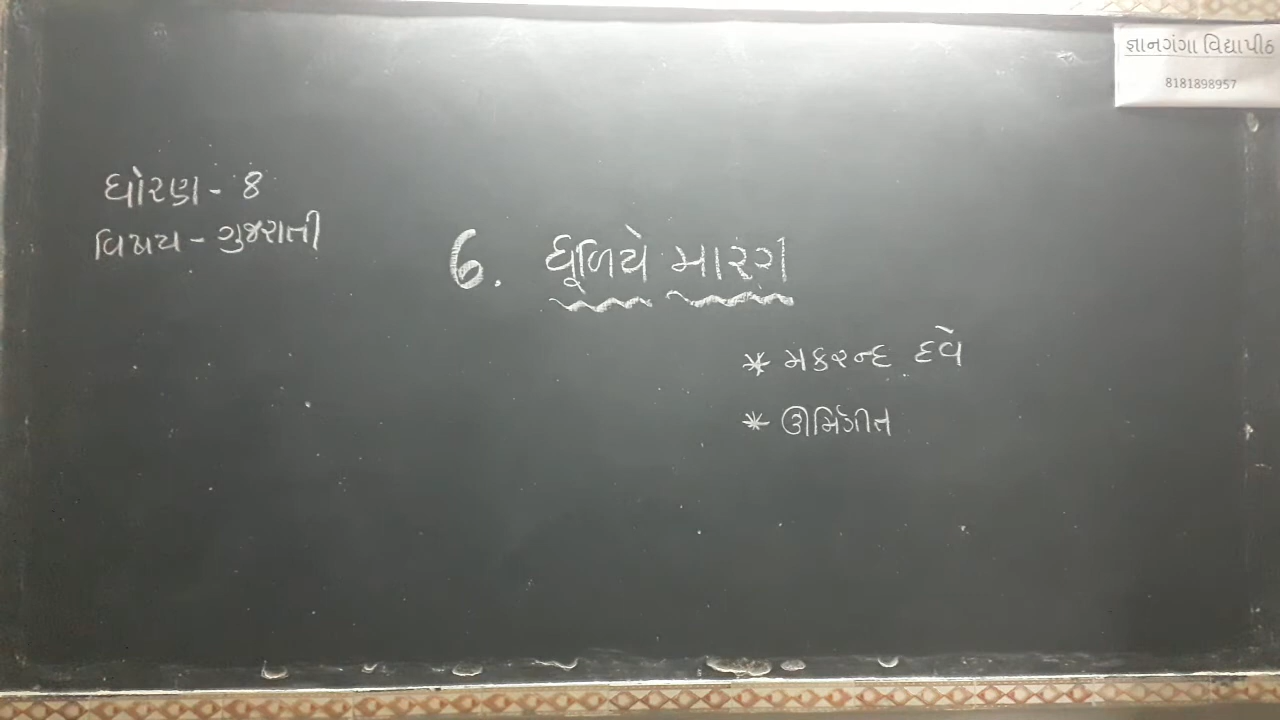 જ્ઞાનગંગા વિદ્યાપીઠ
8181898957
ધોરણ - 8
વિષય - ગુજરાતી
6. ધૂળિયે મારગ
* મકરન્દ દવે
* ઊર્મિગીત